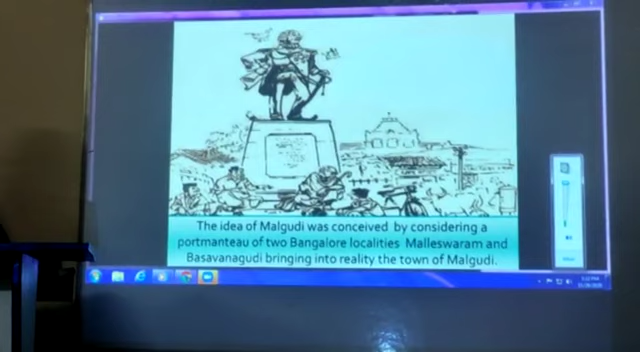 The idea of Malgudi was conceived by considering a
portmanteau of two Bangalore localities Malleswaram and
Basavanagudi bringing into reality the town of Malgudi.